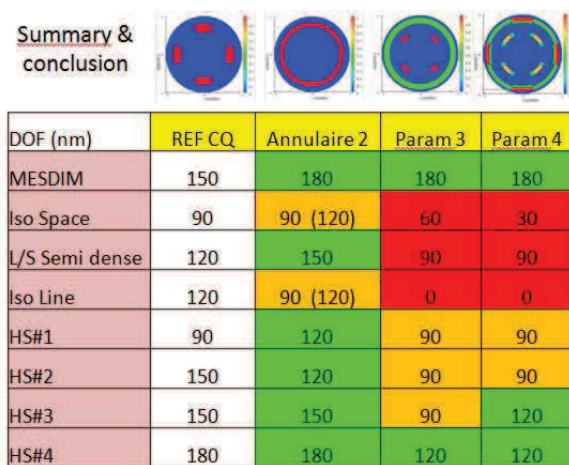 Summary &
conclusion
DOF (nm) REF CQ Annulaire 2 Param 3 Param 4
MESDIM 150 180 180 180
Iso Space 90 90 (120) 60 30
L/S Semi dense 120 150 90 90
Iso Line 120 90 (120) 0 0
HS#1 90 120 90 90
HS#2 150 120 90 90
HS#3 150 150 90 120
HS#4 180 180 120 120